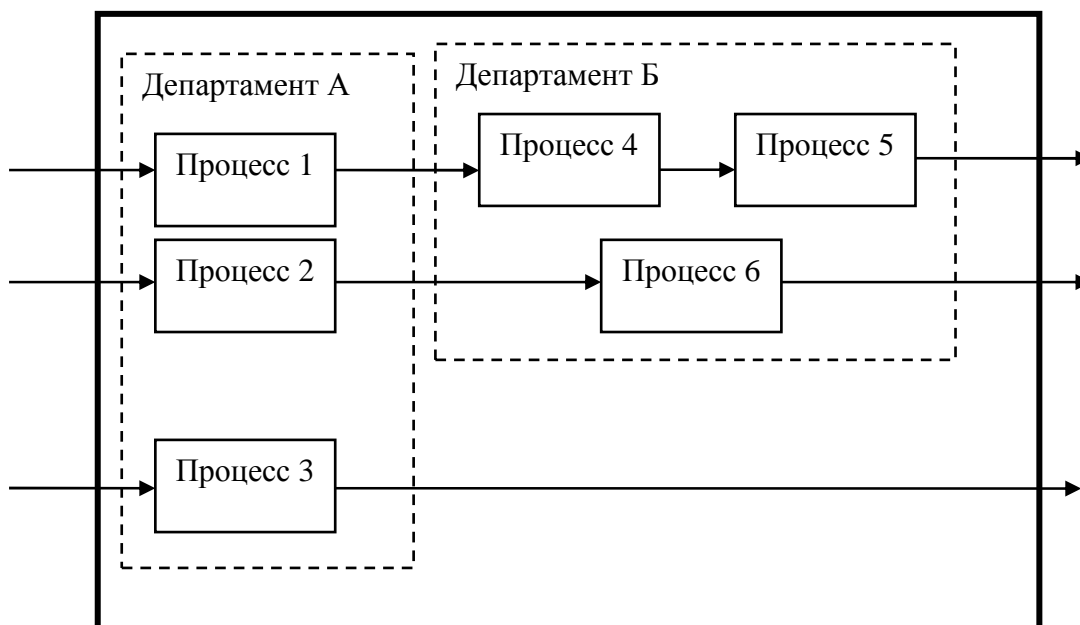 Департамент А
Департамент Б
Процесс 1
Процесс 4
Процесс 5
Процесс 2
Процесс 6
Процесс 3